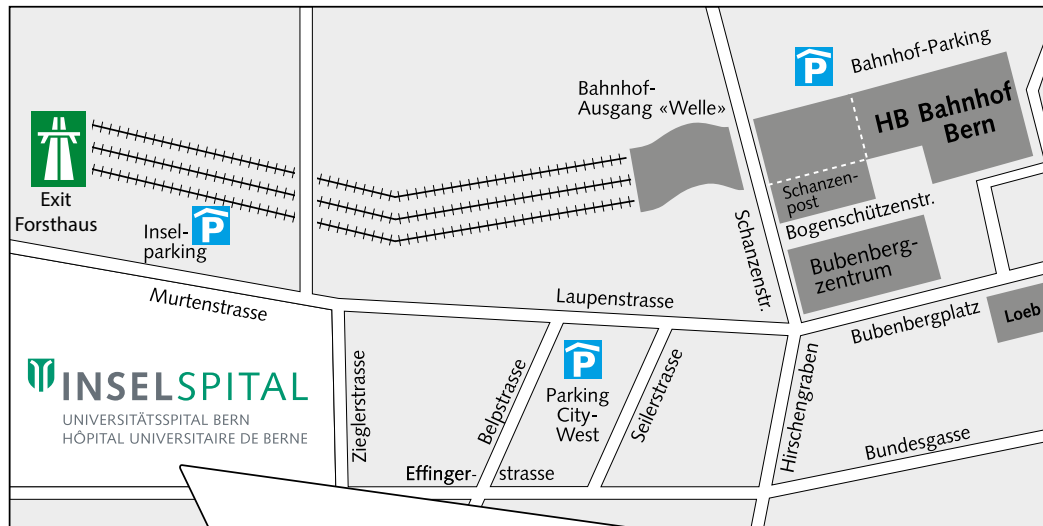 Bahnhof-Parking
P
HB Bahnhof
Bern
Bahnhof-
Ausgang «Welle»
Exit
Forsthaus
Insel-
parking
P
Schanzen-
post
Bogenschützenstr.
Schanzenstr.
Bubenberg-
zentrum
Murtenstrasse
Laupenstrasse
Bubenbergplatz
Loeb
INSELSPITAL
UNIVERSITÄTSSPITAL BERN
HÔPITAL UNIVERSITAIRE DE BERNE
Zieglerstrasse
Belpstrasse
P
Parking
City-
West
Seilerstrasse
Hirschengraben
Bundesgasse
Effinger- strasse